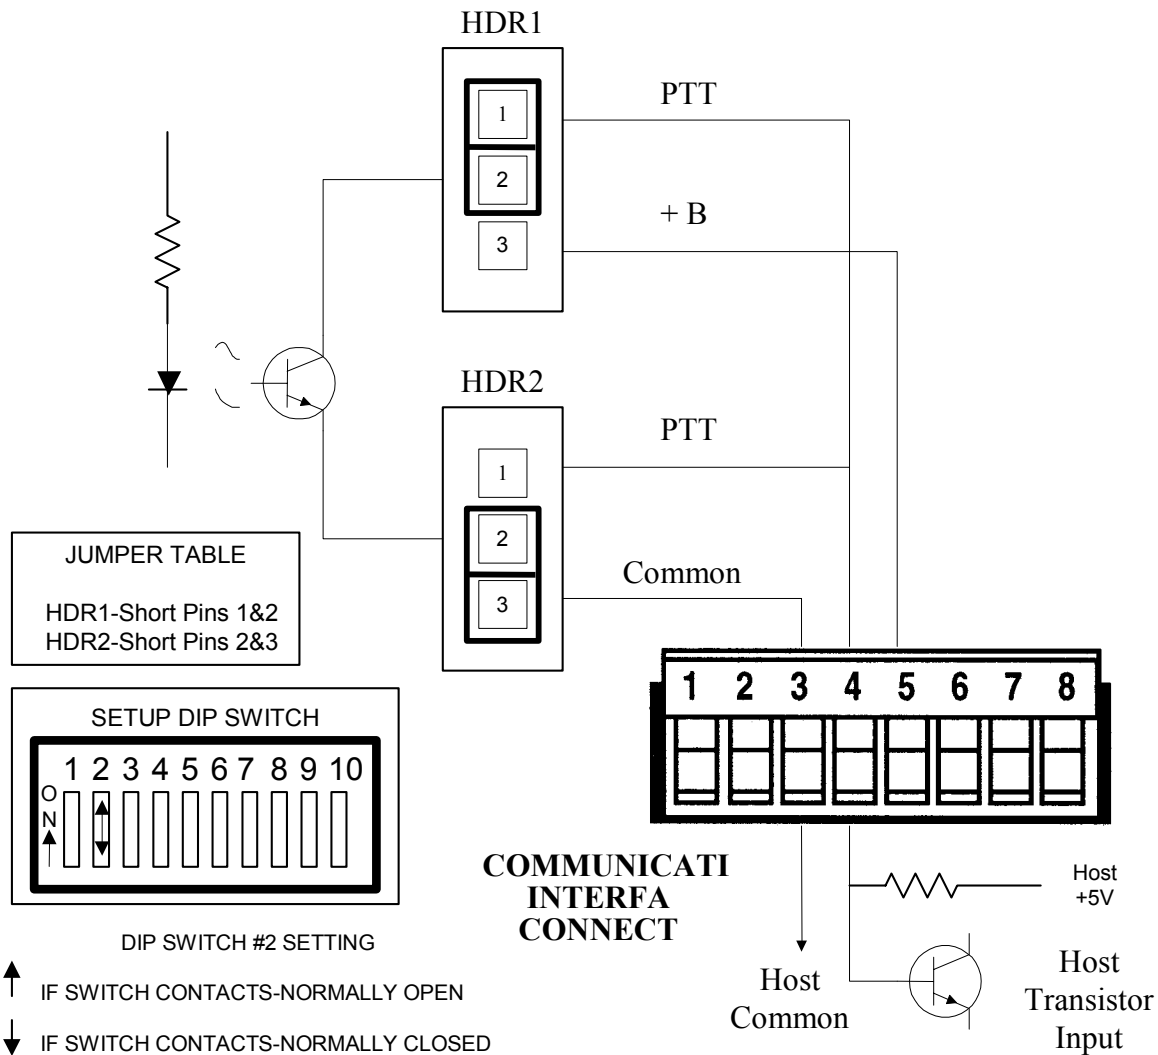 HDR1
1
2
3
PTT
+ B
HDR2
1
2
3
PTT
Common
JUMPER TABLE
HDR1-Short Pins 1&2
HDR2-Short Pins 2&3
SETUP DIP SWITCH
1 2 3 4 5 6 7 8 9 10
ON
DIP SWITCH #2 SETTING
IF SWITCH CONTACTS-NORMALLY OPEN
IF SWITCH CONTACTS-NORMALLY CLOSED
1 2 3 4 5 6 7 8
COMMUNICATI
INTERFA
CONNECT
Host
+5V
Host
Common
Host
Transistor
Input